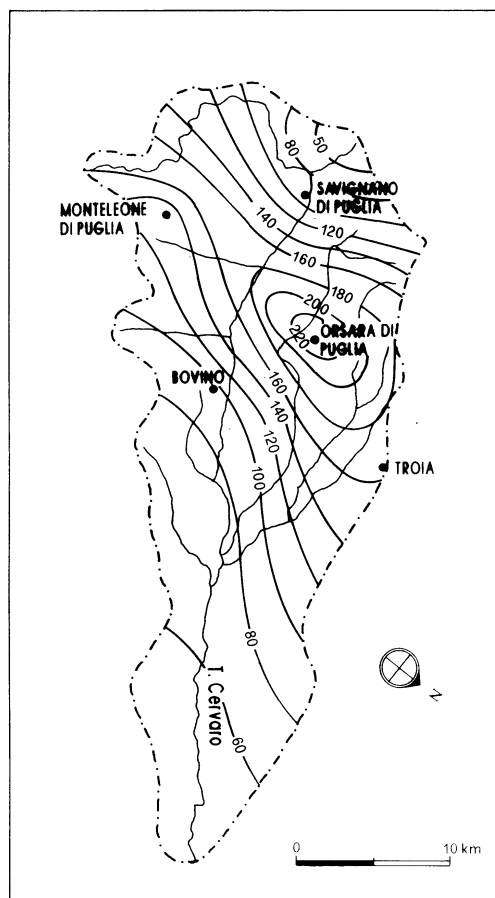 80
50
SAVIGNANO
DI PUGLIA
MONTELEONE
DI PUGLIA
140
120
160
180
200
220
ORSARA DI
PUGLIA
BOVINO
160
140
120
100
TROIA
80
T. Cervaro
60
N
0 10 km